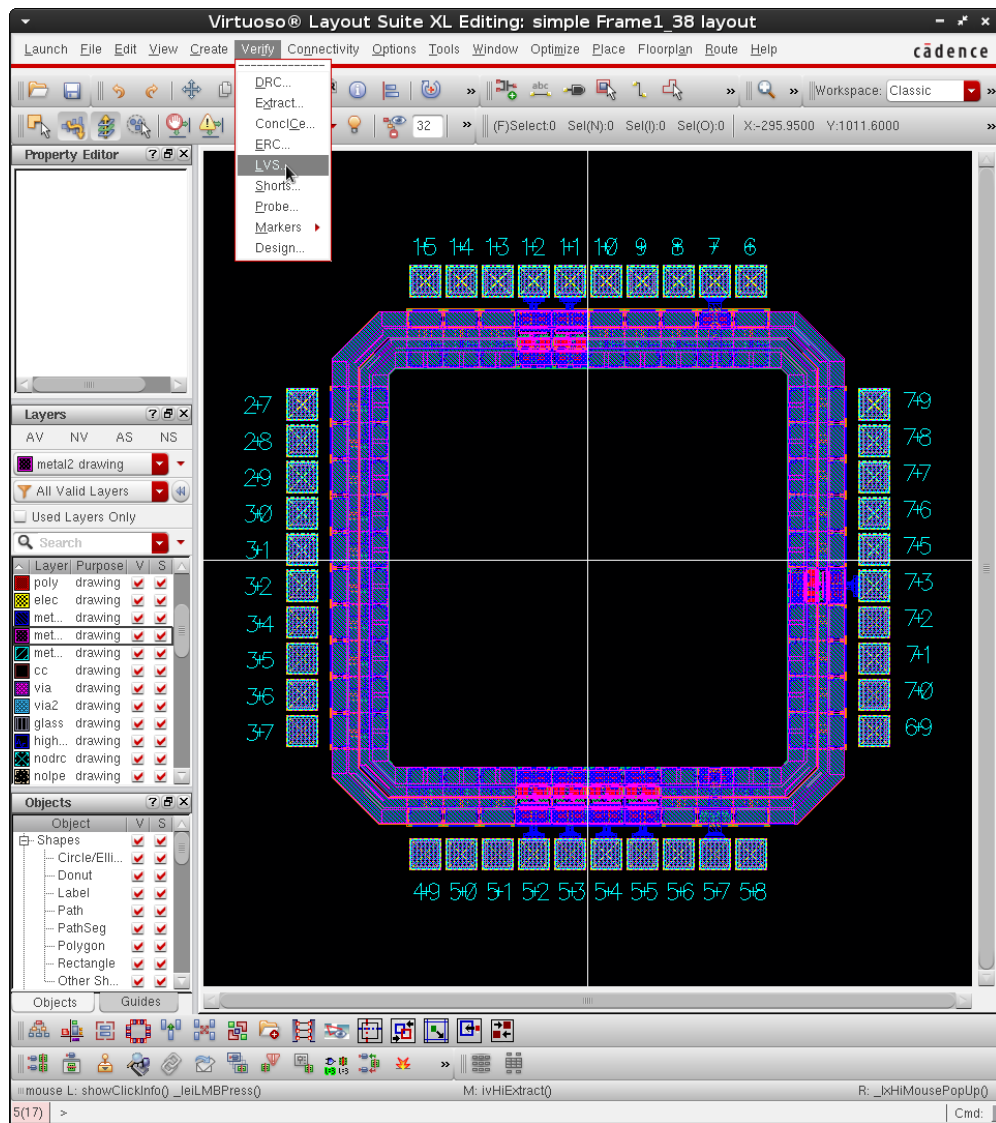 Virtuoso® Layout Suite XL Editing: simple Frame1_38 layout
Launch File Edit View Create Verify Connectivity Options Tools Window Optimize Place Floorplan Route Help
cādence
DRC...
Extract...
ConcICe...
ERC...
LVS...
Shorts...
Probe...
Markers
Design...
» abc » » Workspace: Classic »
32 » (F)Select:0 Sel(N):0 Sel(I):0 Sel(O):0 X:-295.9500 Y:1011.6000
Property Editor
Layers
AV NV AS NS
metal2 drawing
All Valid Layers
Used Layers Only
Search
Layer Purpose V S
poly drawing
elec drawing
met... drawing
met... drawing
met... drawing
cc drawing
via drawing
via2 drawing
glass drawing
high... drawing
nodrc drawing
nolpe drawing
Objects
Object V S
Shapes
Circle/Elli...
Donut
Label
Path
PathSeg
Polygon
Rectangle
Other Sh...
Objects Guides
15 14 13 12 11 10 9 8 7 6
27
28
29
30
31
32
34
35
36
37
79
78
77
76
75
73
72
71
70
69
49 50 51 52 53 54 55 56 57 58
»
mouse L: showClickInfo() _leiLMBPress() M: ivHiExtract() R: _lxHiMousePopUp()
5(17) > Cmd: